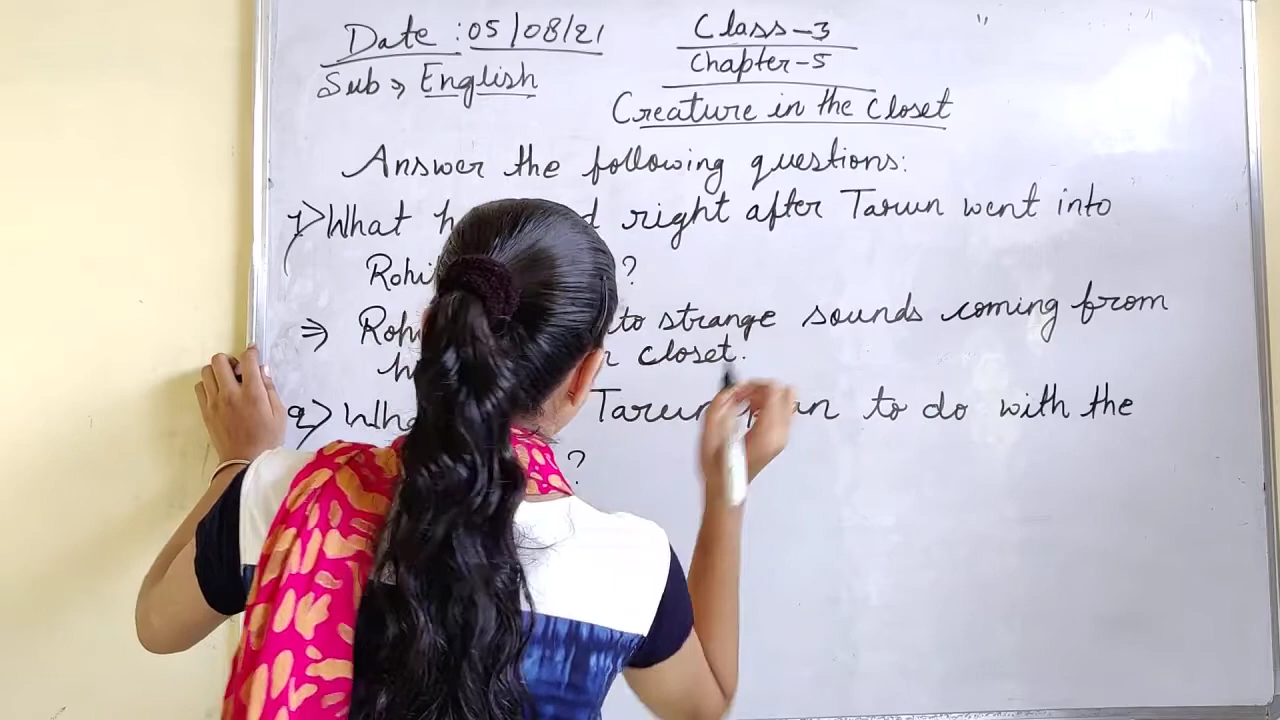 Date : 05/08/21
Class-3
Sub → English
Chapter-5
Creature in the Closet
Answer the following questions:
1> What right after Tarun went into
?
⇒ to strange sounds coming from
closet.
2> Tarun plan to do with the
?